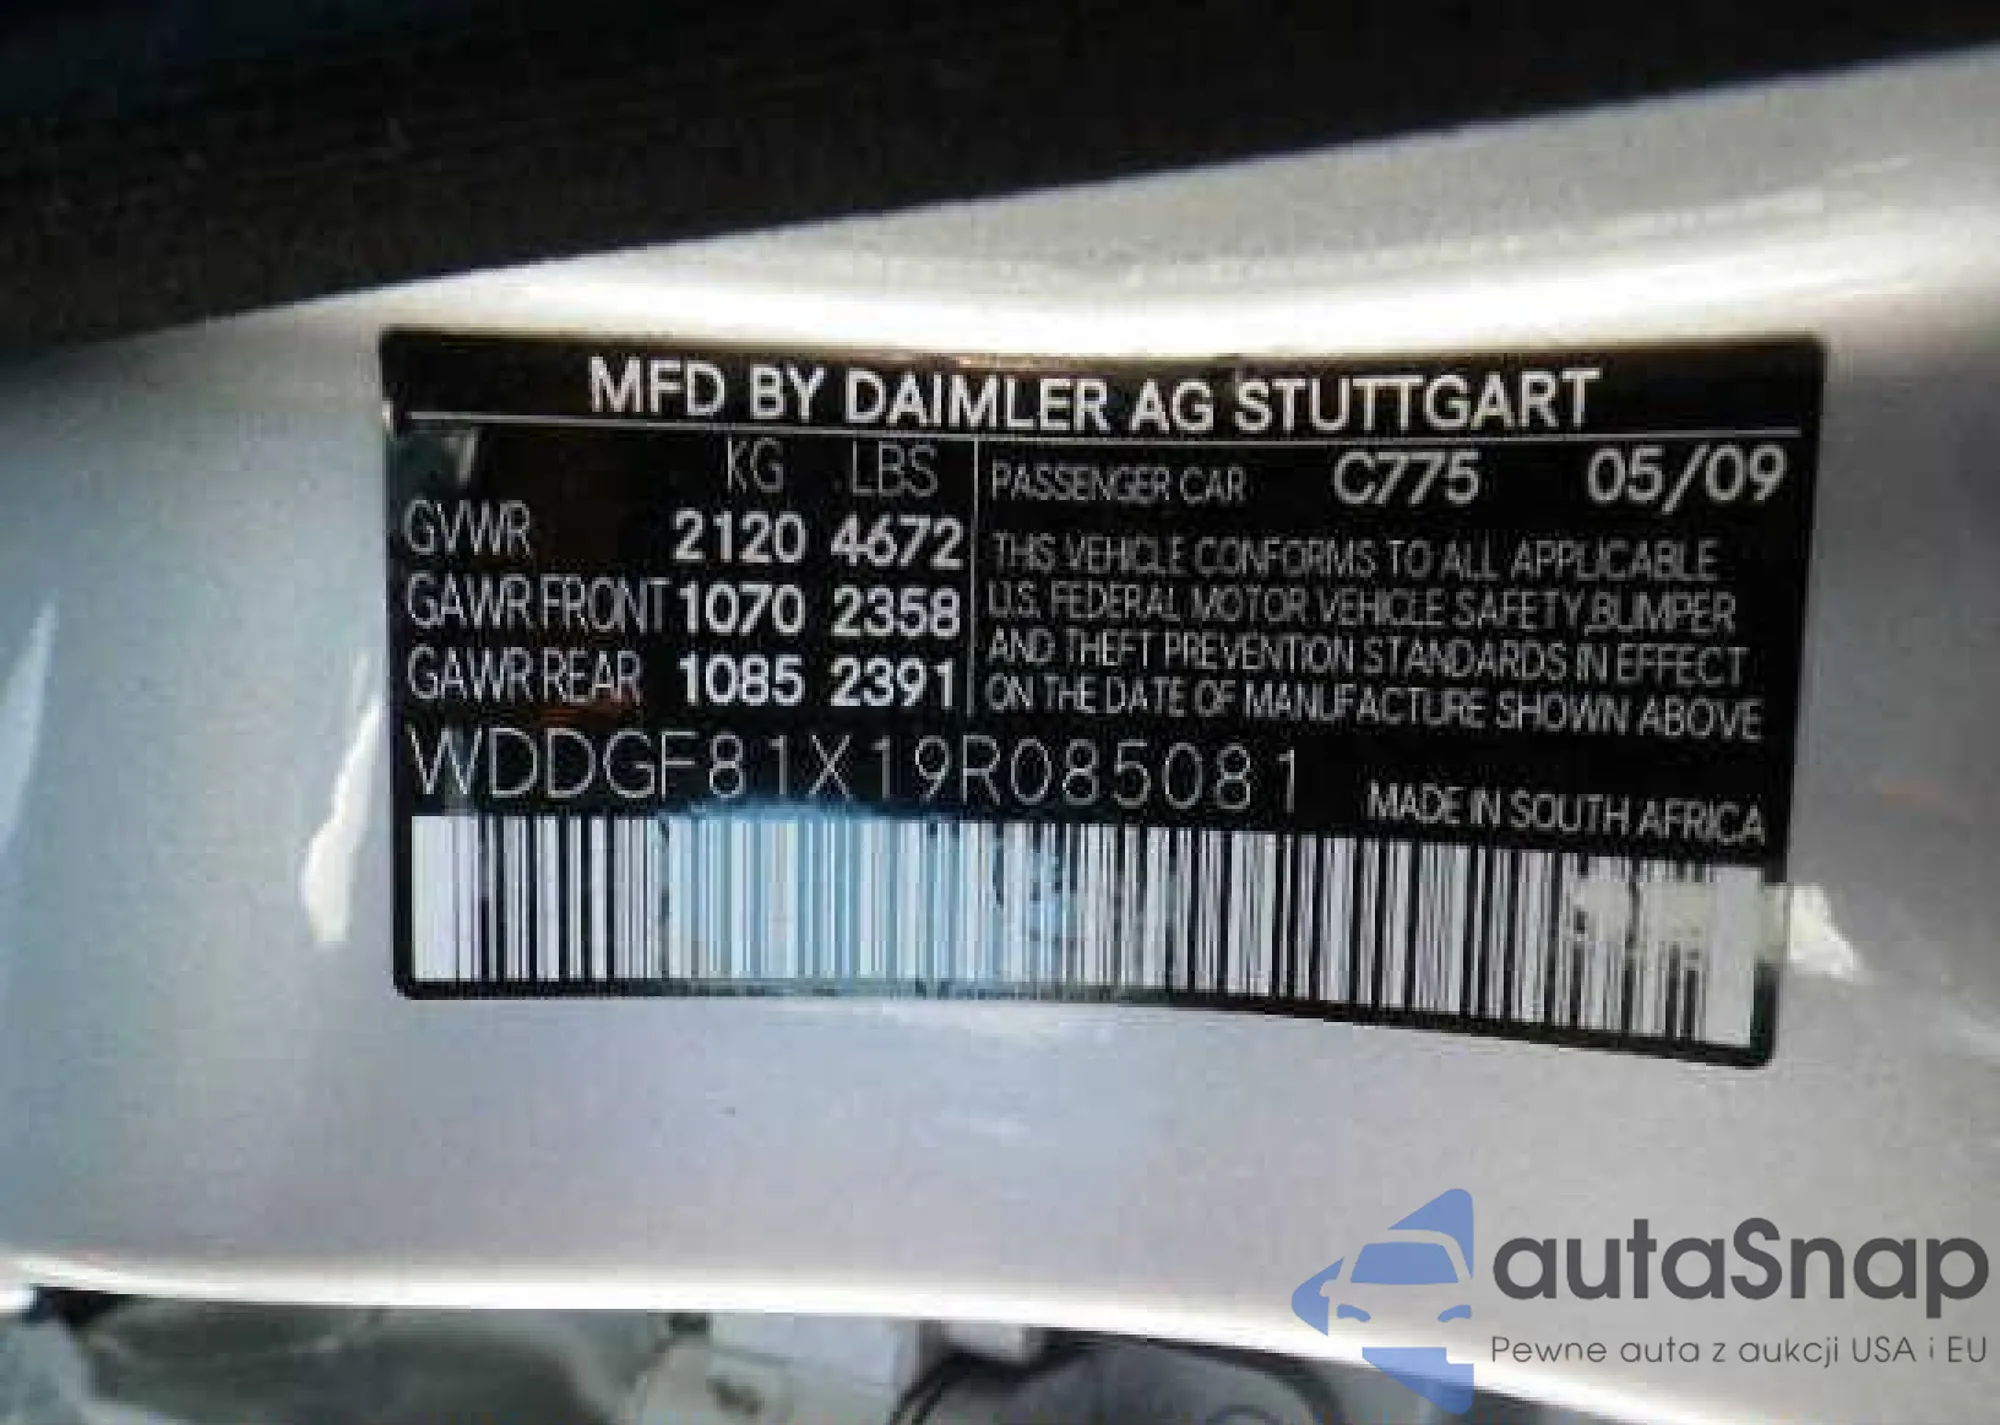 MFD BY DAIMLER AG STUTTGART
KG LBS
GVWR 2120 4672
GAWR FRONT 1070 2358
GAWR REAR 1085 2391
PASSENGER CAR C775 05/09
THIS VEHICLE CONFORMS TO ALL APPLICABLE
U.S. FEDERAL MOTOR VEHICLE SAFETY, BUMPER
AND THEFT PREVENTION STANDARDS IN EFFECT
ON THE DATE OF MANUFACTURE SHOWN ABOVE
WDDGF81X19R085081
MADE IN SOUTH AFRICA
autaSnap
Pewne auta z aukcji USA i EU